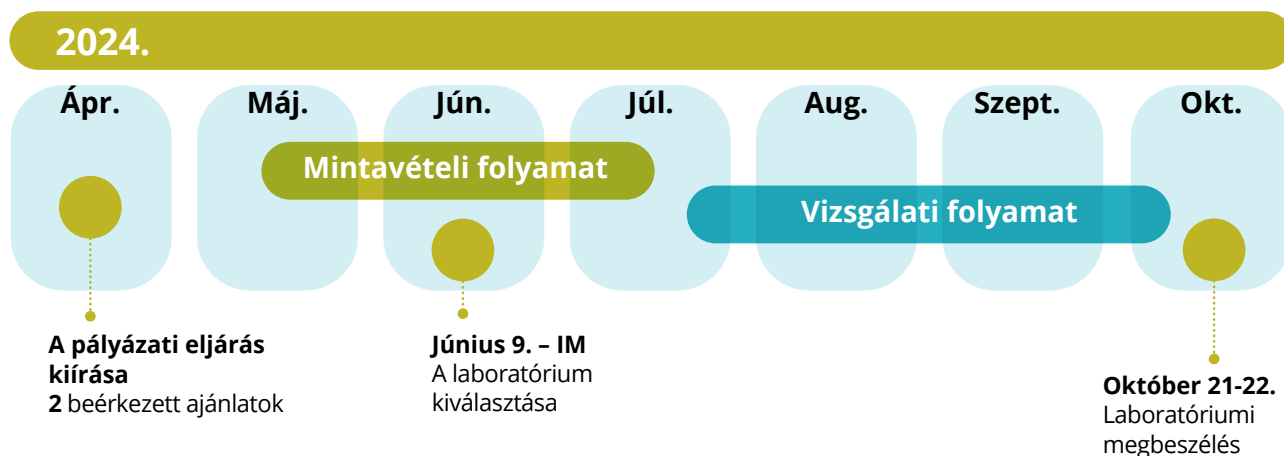 2024.
Ápr.
Máj.
Jún.
Júl.
Aug.
Szept.
Okt.
Mintavételi folyamat
Vizsgálati folyamat
A pályázati eljárás
kiírása
2 beérkezett ajánlatok
Június 9. – IM
A laboratórium
kiválasztása
Október 21-22.
Laboratóriumi
megbeszélés